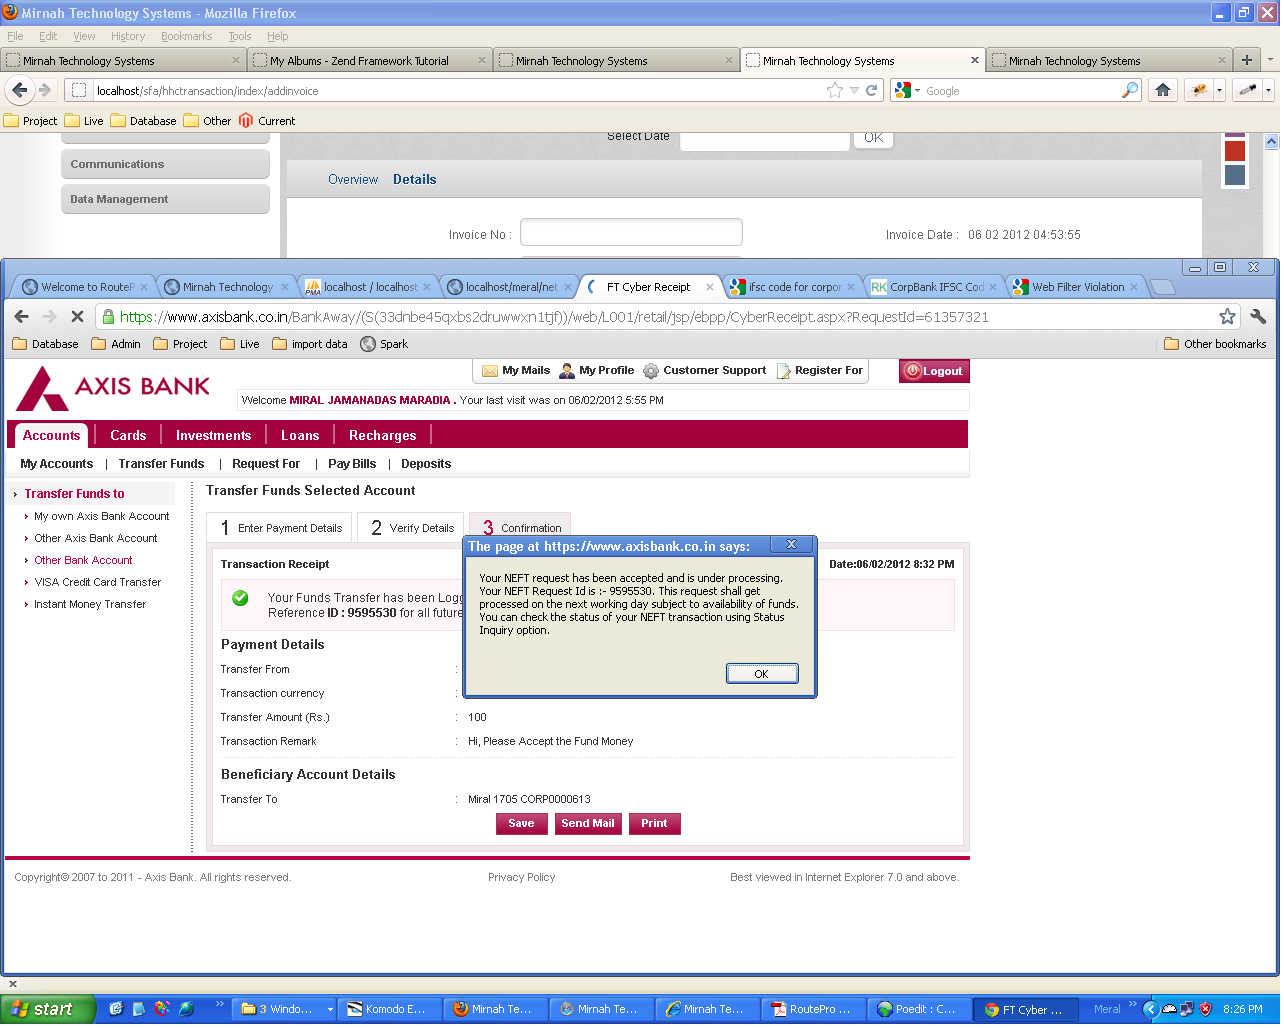 Mirnah Technology Systems - Mozilla Firefox
File Edit View History Bookmarks Tools Help
Mirnah Technology Systems
My Albums - Zend Framework Tutorial
Mirnah Technology Systems
Mirnah Technology Systems
Mirnah Technology Systems
localhost/sfa/hhctransaction/index/addinvoice
Google
Project Live Database Other Current
Select Date OK
Communications
Data Management
Overview Details
Invoice No :
Invoice Date : 06 02 2012 04:53:55
Welcome to RouteP
Mirnah Technology
localhost / localhost
localhost/meral/net
FT Cyber Receipt
ifsc code for corpor
CorpBank IFSC Cod
Web Filter Violation
https://www.axisbank.co.in/BankAway/(S(33dnbe45qxbs2druwwxn1tjf))/web/L001/retail/jsp/ebpp/CyberReceipt.aspx?RequestId=61357321
Database Admin Project Live import data Spark Other bookmarks
AXIS BANK
My Mails My Profile Customer Support Register For
Logout
Welcome MIRAL JAMANADAS MARADIA . Your last visit was on 06/02/2012 5:55 PM
Accounts Cards Investments Loans Recharges
My Accounts | Transfer Funds | Request For | Pay Bills | Deposits
Transfer Funds to
My own Axis Bank Account
Other Axis Bank Account
Other Bank Account
VISA Credit Card Transfer
Instant Money Transfer
Transfer Funds Selected Account
1 Enter Payment Details
2 Verify Details
3 Confirmation
Transaction Receipt
Date:06/02/2012 8:32 PM
Your Funds Transfer has been Logg
Reference ID : 9595530 for all future
The page at https://www.axisbank.co.in says:
Your NEFT request has been accepted and is under processing.
Your NEFT Request Id is :- 9595530. This request shall get
processed on the next working day subject to availability of funds.
You can check the status of your NEFT transaction using Status
Inquiry option.
OK
Payment Details
Transfer From :
Transaction currency :
Transfer Amount (Rs.) : 100
Transaction Remark : Hi, Please Accept the Fund Money
Beneficiary Account Details
Transfer To : Miral 1705 CORP0000613
Save Send Mail Print
Copyright© 2007 to 2011 - Axis Bank. All rights reserved.
Privacy Policy
Best viewed in Internet Explorer 7.0 and above.
start
3 Windo...
Komodo E...
Mirnah Te...
Mirnah Te...
Mirnah Te...
RoutePro ...
Poedit : C...
FT Cyber ...
Meral
8:26 PM